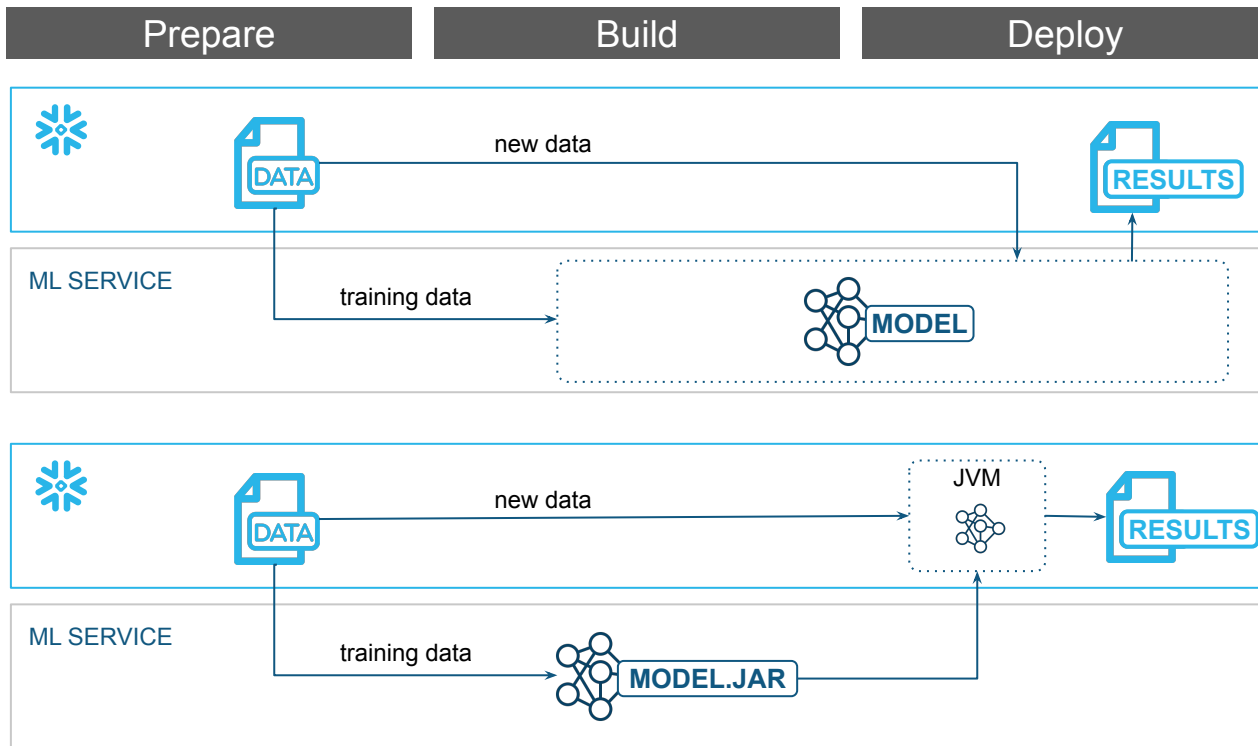 Prepare
Build
Deploy
new data
DATA
RESULTS
ML SERVICE
training data
MODEL
JVM
new data
DATA
RESULTS
ML SERVICE
training data
MODEL.JAR